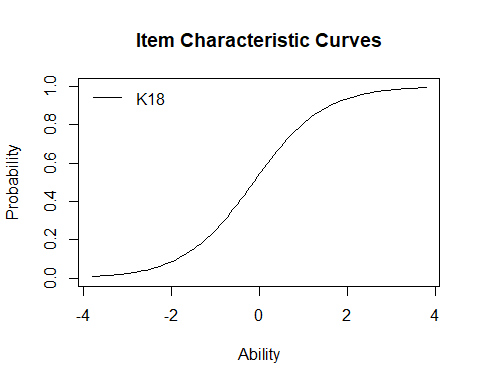 Item Characteristic Curves
K18
Probability
0.0 0.2 0.4 0.6 0.8 1.0
-4 -2 0 2 4
Ability